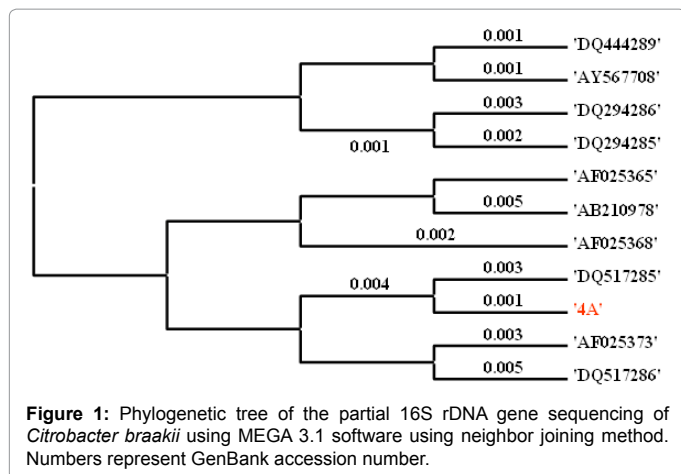 0.001
'DQ444289'
0.001
'AY567708'
0.003
'DQ294286'
0.002
'DQ294285'
0.001
'AF025365'
0.005
'AB210978'
0.002
'AF025368'
0.003
'DQ517285'
0.004
0.001
'4A'
0.003
'AF025373'
0.005
'DQ517286'
Figure 1: Phylogenetic tree of the partial 16S rDNA gene sequencing of
Citrobacter braakii using MEGA 3.1 software using neighbor joining method.
Numbers represent GenBank accession number.